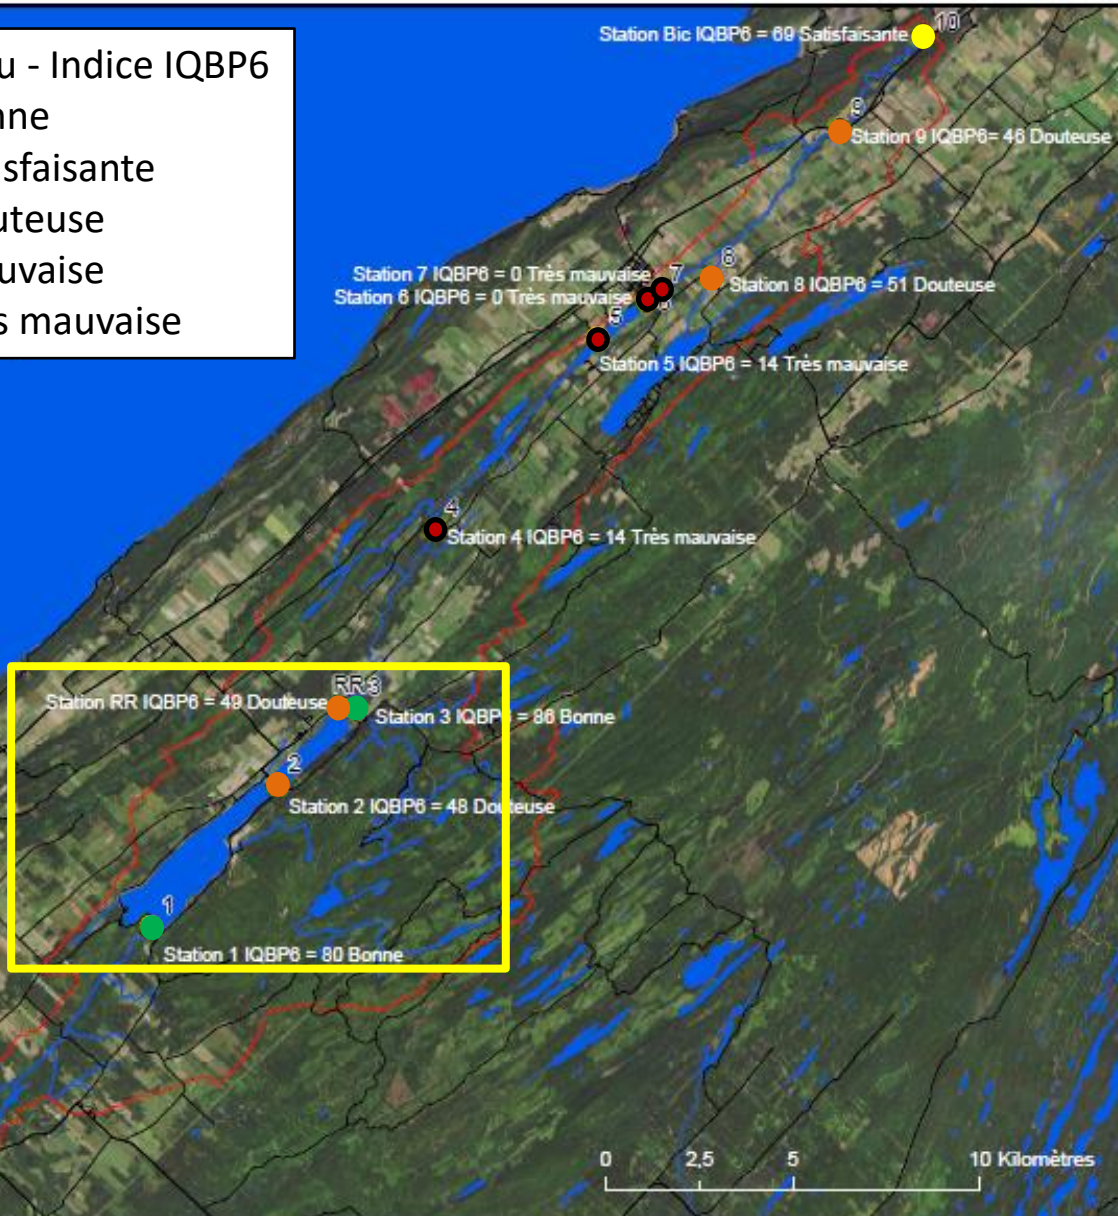 u - Indice IQBP6
nne
sfaisante
uteuse
uvaise
s mauvaise
10
Station Bic IQBP6 = 69 Satisfaisante
9
Station 9 IQBP6= 46 Douteuse
8
Station 8 IQBP6 = 51 Douteuse
7
Station 7 IQBP6 = 0 Très mauvaise
Station 6 IQBP6 = 0 Très mauvaise
6
5
Station 5 IQBP6 = 14 Très mauvaise
4
Station 4 IQBP6 = 14 Très mauvaise
RR 3
Station RR IQBP6 = 49 Douteuse
Station 3 IQBP6 = 86 Bonne
2
Station 2 IQBP6 = 48 Douteuse
1
Station 1 IQBP6 = 80 Bonne
0 2,5 5 10 Kilomètres